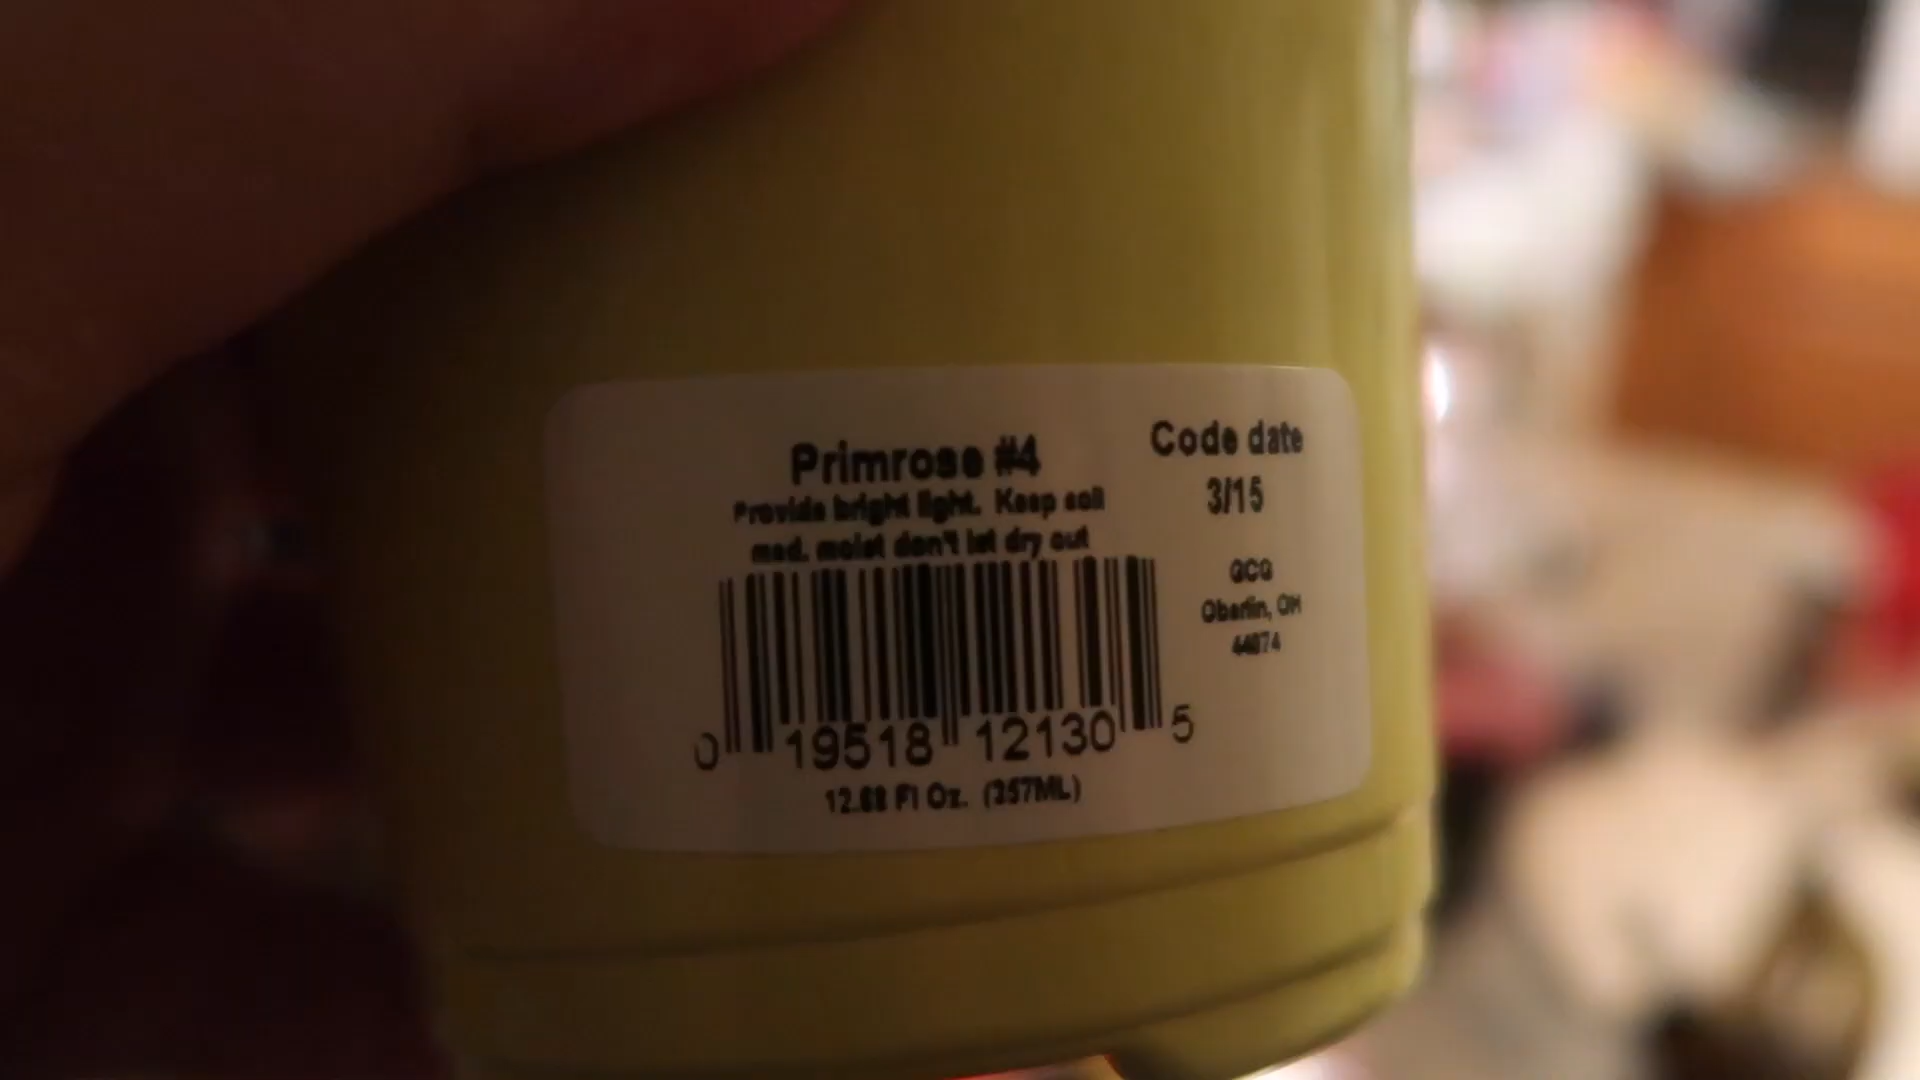 Primrose #4
Provide bright light. Keep soil
med. moist don't let dry out
0 19518 12130 5
12.68 Fl Oz. (357ML)
Code date
3/15
GCG
Oberlin, OH
44074